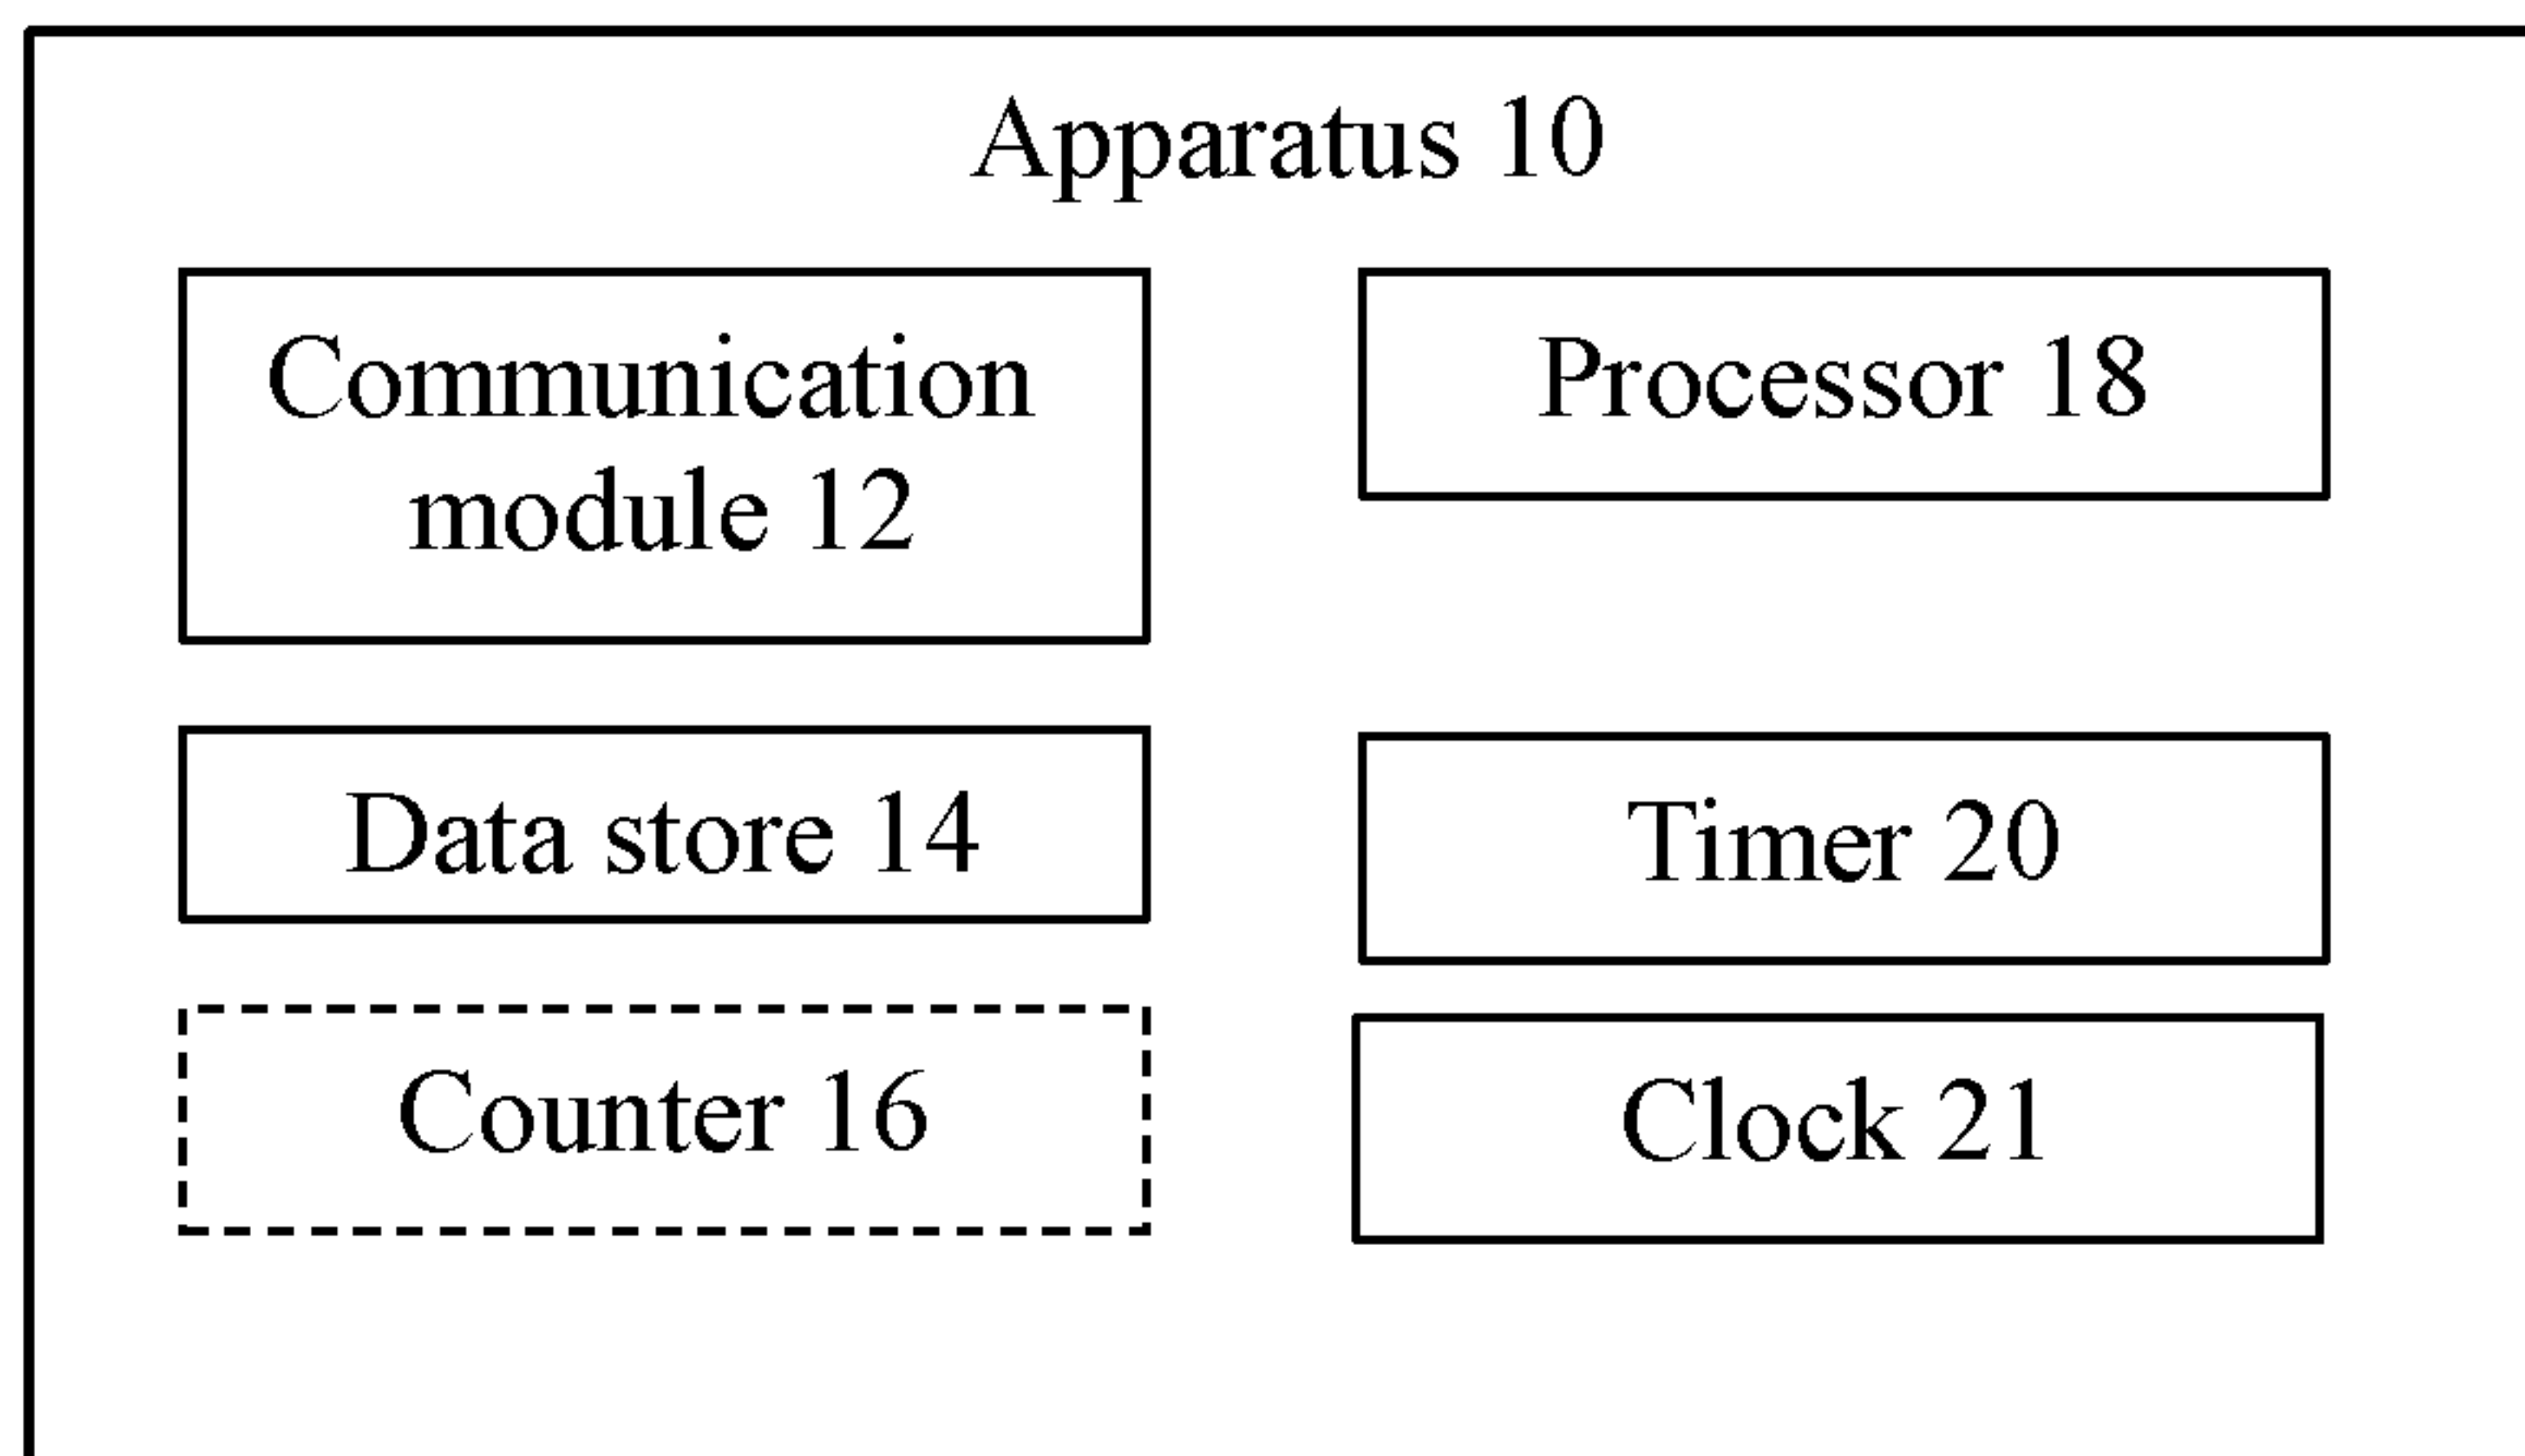 Apparatus 10
Communication
module 12
Processor 18
Data store 14
Timer 20
Counter 16
Clock 21